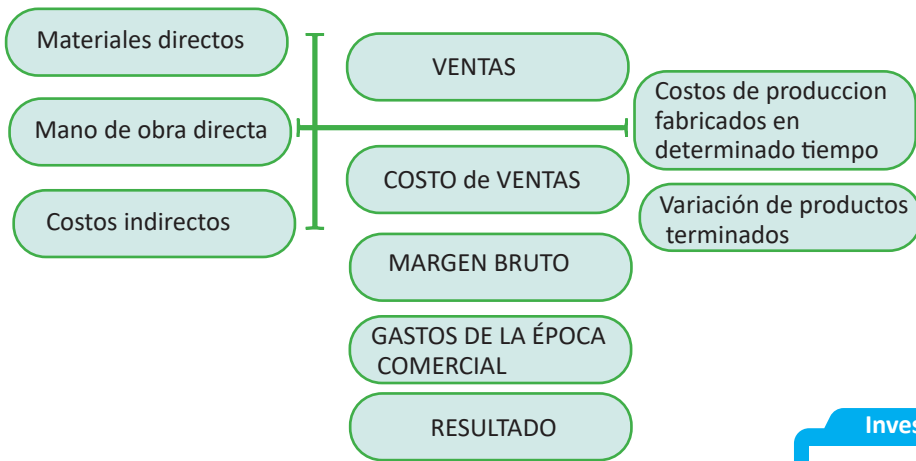 Materiales directos
Mano de obra directa
Costos indirectos
VENTAS
COSTO de VENTAS
MARGEN BRUTO
GASTOS DE LA ÉPOCA
COMERCIAL
RESULTADO
Costos de produccion
fabricados en
determinado tiempo
Variación de productos
terminados